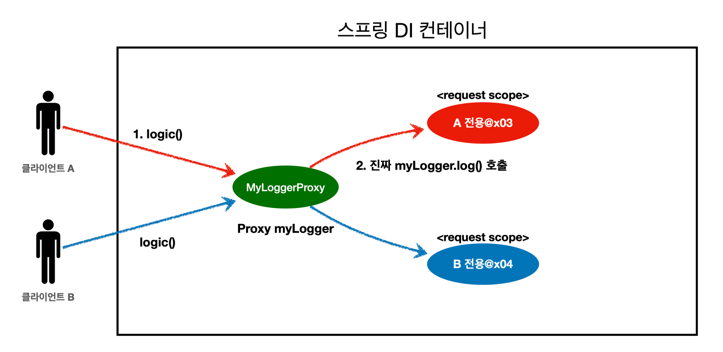 스프링 DI 컨테이너
<request scope>
A 전용@x03
1. logic()
2. 진짜 myLogger.log() 호출
클라이언트 A
MyLoggerProxy
Proxy myLogger
logic()
<request scope>
B 전용@x04
클라이언트 B